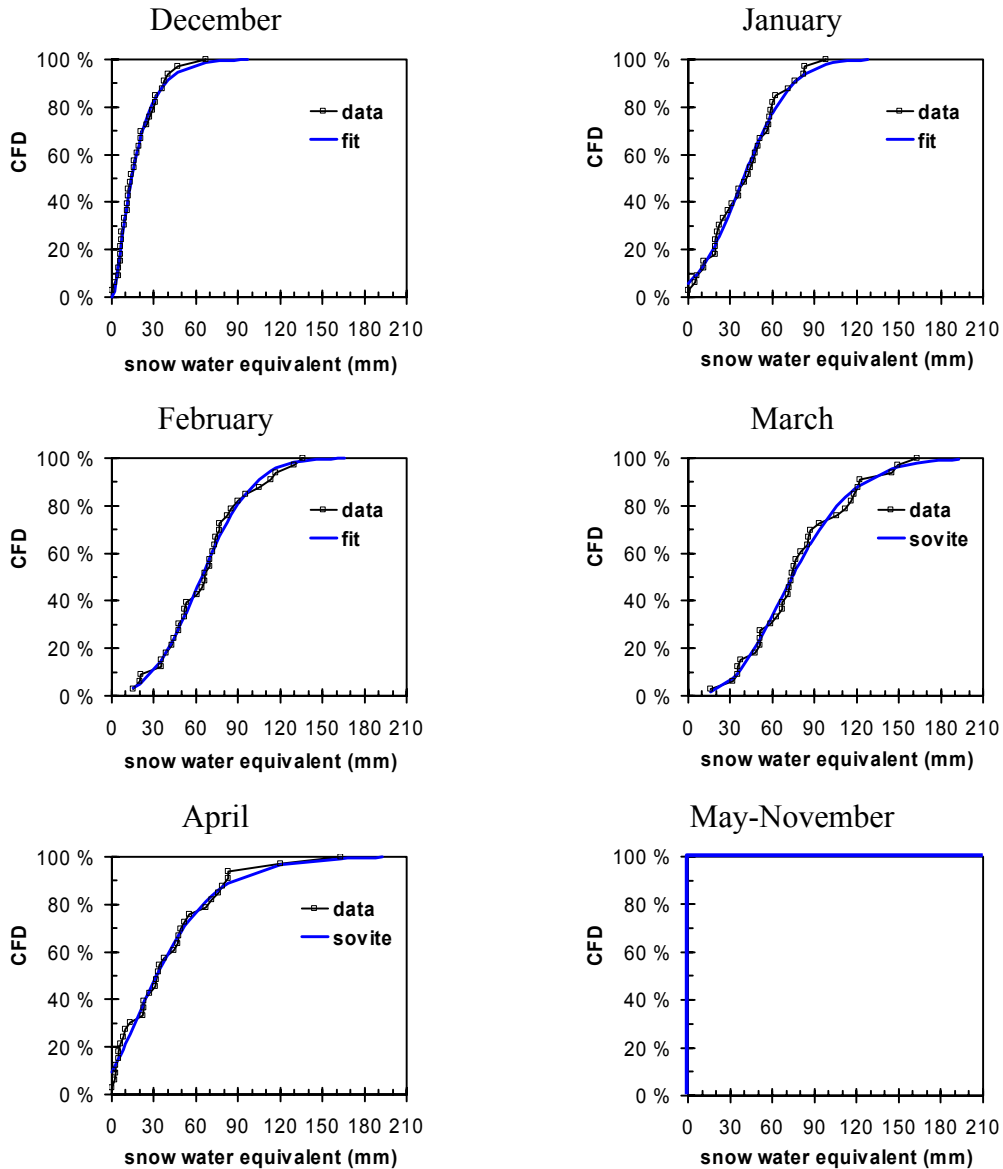 December
CFD
100 %
80 %
60 %
40 %
20 %
0 %
data
fit
0 30 60 90 120 150 180 210
snow water equivalent (mm)
January
CFD
100 %
80 %
60 %
40 %
20 %
0 %
data
fit
0 30 60 90 120 150 180 210
snow water equivalent (mm)
February
CFD
100 %
80 %
60 %
40 %
20 %
0 %
data
fit
0 30 60 90 120 150 180 210
snow water equivalent (mm)
March
CFD
100 %
80 %
60 %
40 %
20 %
0 %
data
sovite
0 30 60 90 120 150 180 210
snow water equivalent (mm)
April
CFD
100 %
80 %
60 %
40 %
20 %
0 %
data
sovite
0 30 60 90 120 150 180 210
snow water equivalent (mm)
May-November
CFD
100 %
80 %
60 %
40 %
20 %
0 %
0 30 60 90 120 150 180 210
snow water equivalent (mm)